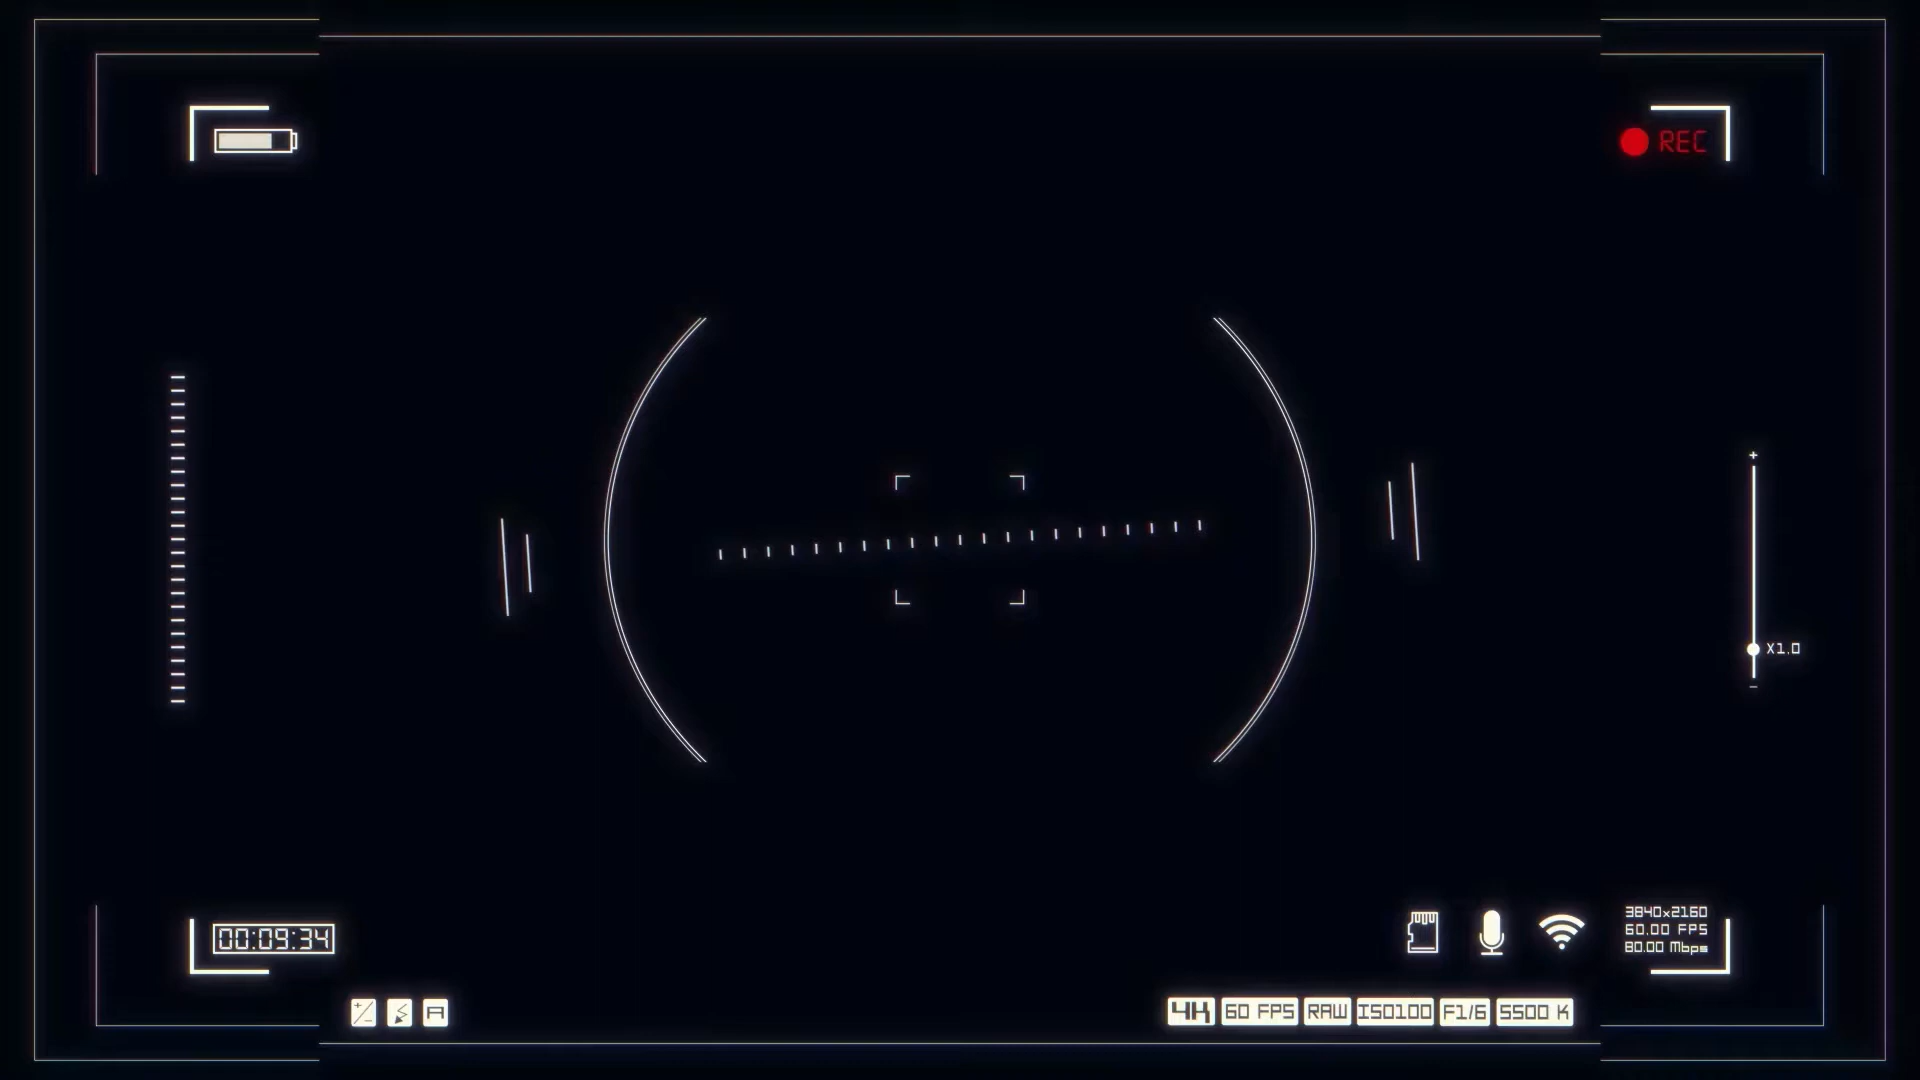 REC
X1.0
00:09:34
3840x2160
60.00 FPS
80.00 Mbps
A
4K 60 FPS RAW ISO100 F1/6 5500 K